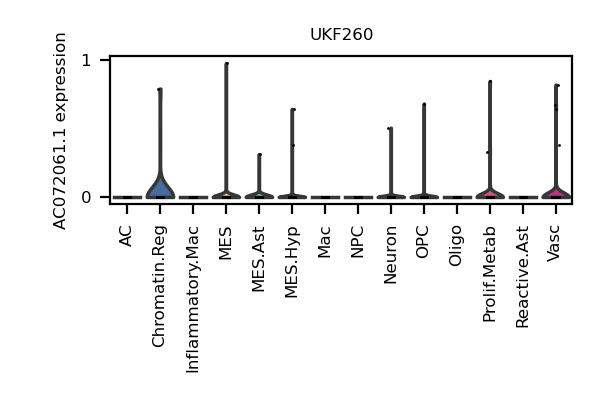 UKF260
AC072061.1 expression
1
0
AC
Chromatin.Reg
Inflammatory.Mac
MES
MES.Ast
MES.Hyp
Mac
NPC
Neuron
OPC
Oligo
Prolif.Metab
Reactive.Ast
Vasc